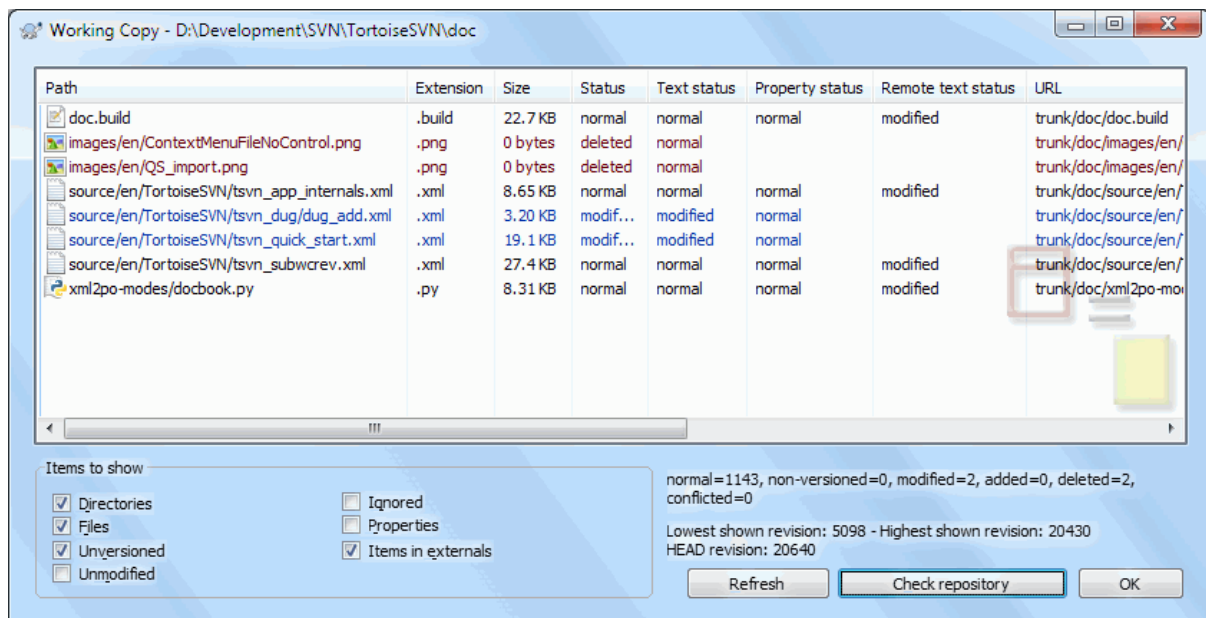 Working Copy - D:\Development\SVN\TortoiseSVN\doc
Path Extension Size Status Text status Property status Remote text status URL
doc.build .build 22.7 KB normal normal normal modified trunk/doc/doc.build
images/en/ContextMenuFileNoControl.png .png 0 bytes deleted normal trunk/doc/images/en/
images/en/QS_import.png .png 0 bytes deleted normal trunk/doc/images/en/
source/en/TortoiseSVN/tsvn_app_internals.xml .xml 8.65 KB normal normal normal modified trunk/doc/source/en/
source/en/TortoiseSVN/tsvn_dug/dug_add.xml .xml 3.20 KB modif... modified normal trunk/doc/source/en/
source/en/TortoiseSVN/tsvn_quick_start.xml .xml 19.1 KB modif... modified normal trunk/doc/source/en/
source/en/TortoiseSVN/tsvn_subwcrev.xml .xml 27.4 KB normal normal normal modified trunk/doc/source/en/
xml2po-modes/docbook.py .py 8.31 KB normal normal normal modified trunk/doc/xml2po-mo
Items to show
Directories Ignored
Files Properties
Unversioned Items in externals
Unmodified
normal=1143, non-versioned=0, modified=2, added=0, deleted=2,
conflicted=0
Lowest shown revision: 5098 - Highest shown revision: 20430
HEAD revision: 20640
Refresh Check repository OK